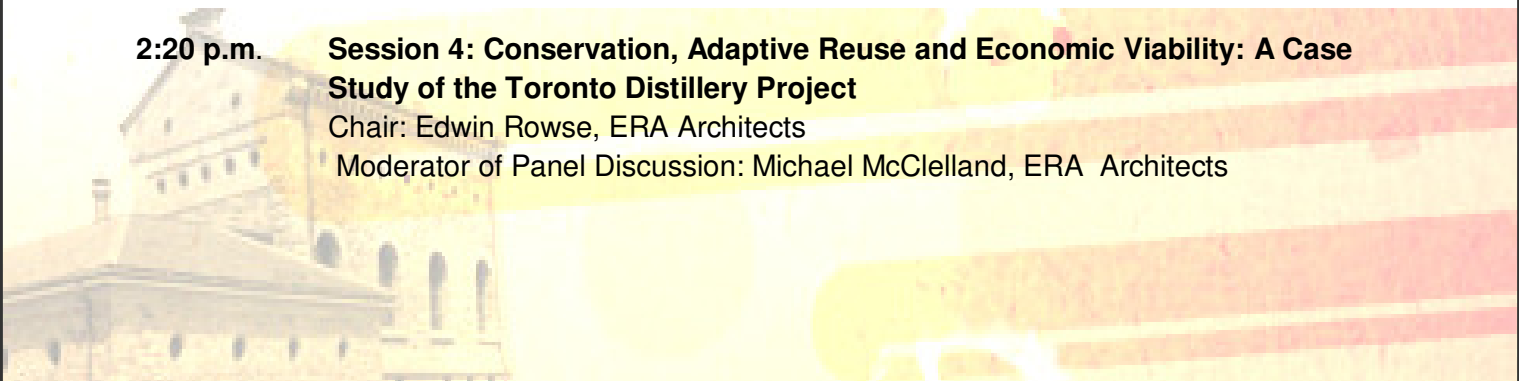 2:20 p.m. Session 4: Conservation, Adaptive Reuse and Economic Viability: A Case
Study of the Toronto Distillery Project
Chair: Edwin Rowse, ERA Architects
Moderator of Panel Discussion: Michael McClelland, ERA Architects